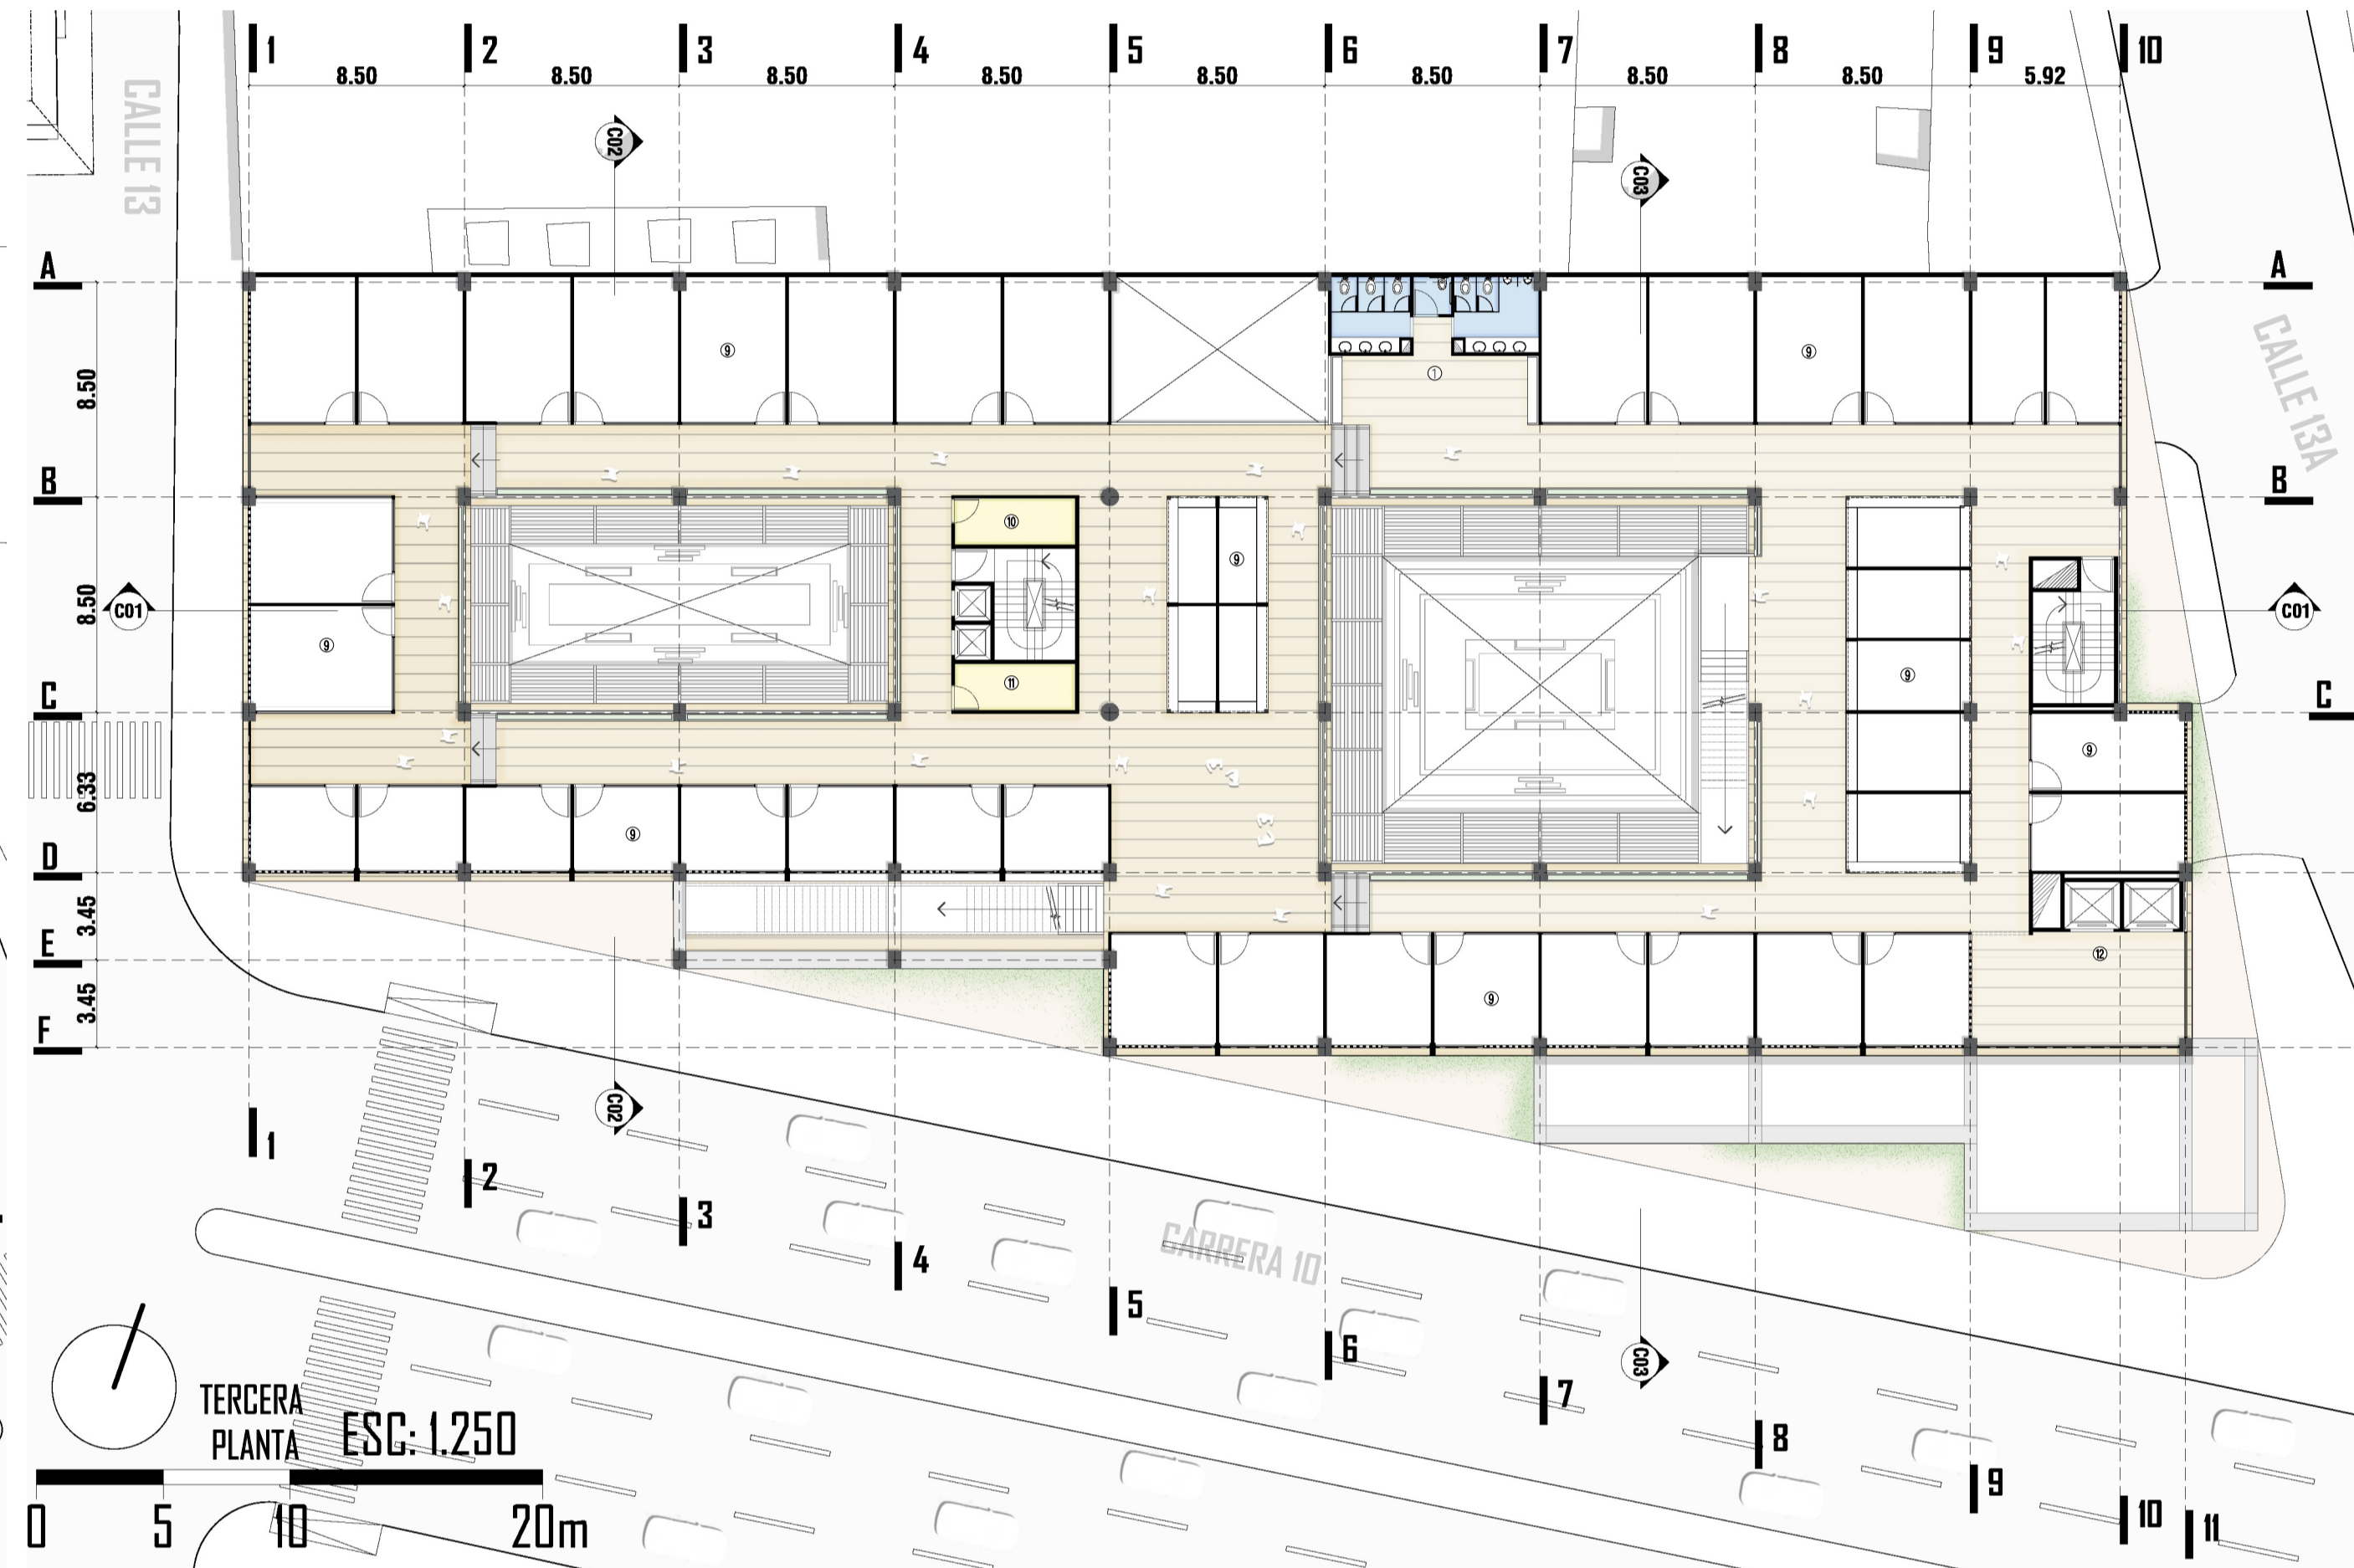 1 2 3 4 5 6 7 8 9 10
8.50 8.50 8.50 8.50 8.50 8.50 8.50 8.50 5.92
CALLE 13
C02
C03
A A
CALLE 13A
9 9
1
8.50
B B
10
9
8.50
C01 C01
9 9
11
C C
9
6.33
9
D
3.45
12
E
9
3.45
F
C02
1
2
3
CARRERA 10
4
5
6
C03
7
8
9
10
11
TERCERA
PLANTA
ESC: 1.250
0 5 10 20m